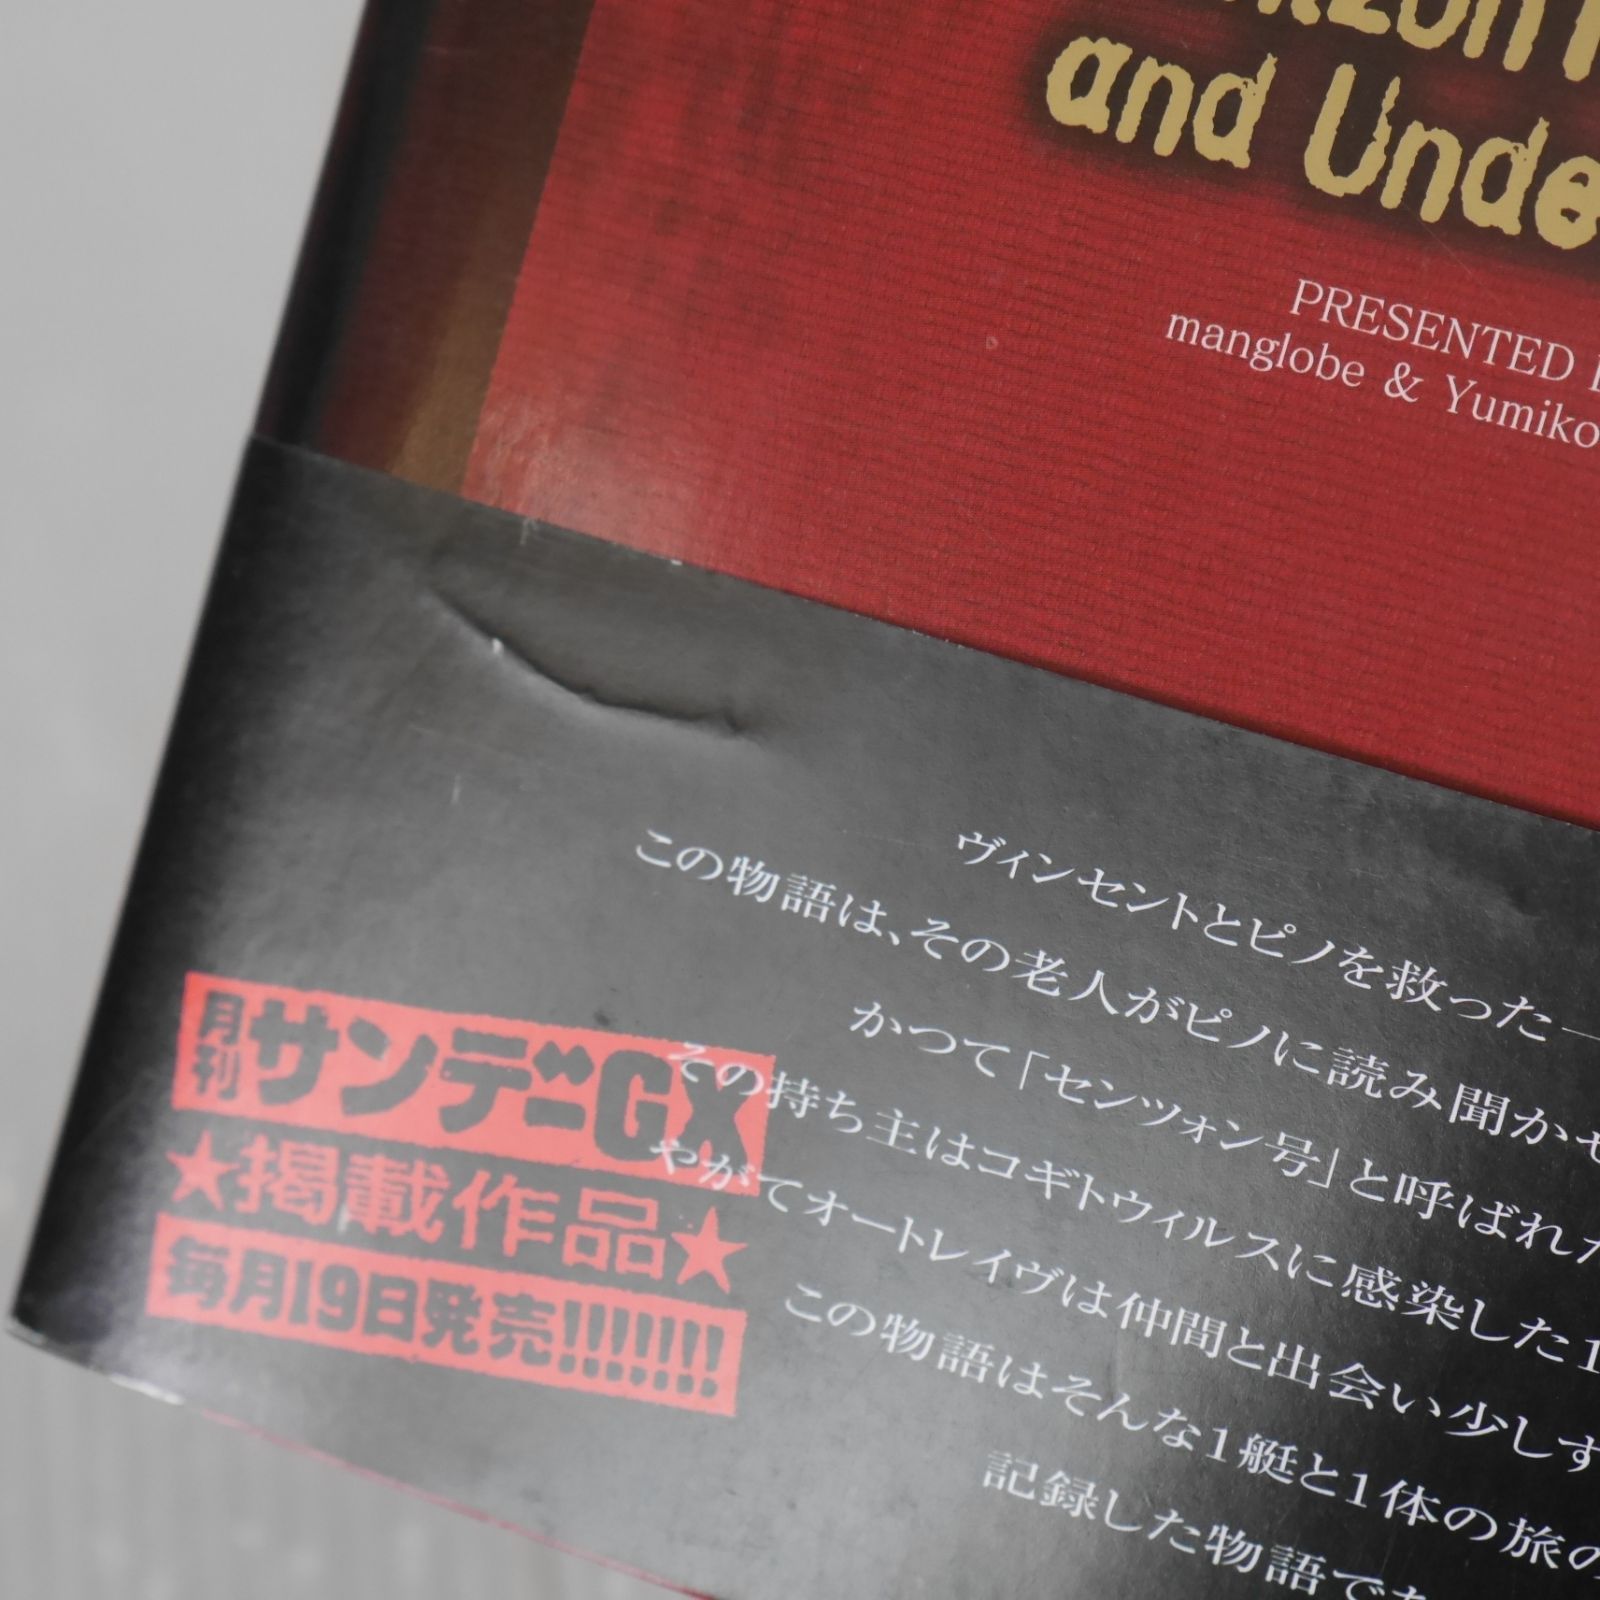 and Unde
PRESENTED
manglobe & Yumiko
ヴィンセントとピノを救った
この物語は、その老人がピノに読み聞かせ
かつて「センツォン号」と呼ばれた
その持ち主はコギトウィルスに感染した1
やがてオートレイヴは仲間と出会い少しす
この物語はそんな1艇と1体の旅の
記録した物語で
月刊サンデーGX
★掲載作品★
毎月19日発売!!!!!!!